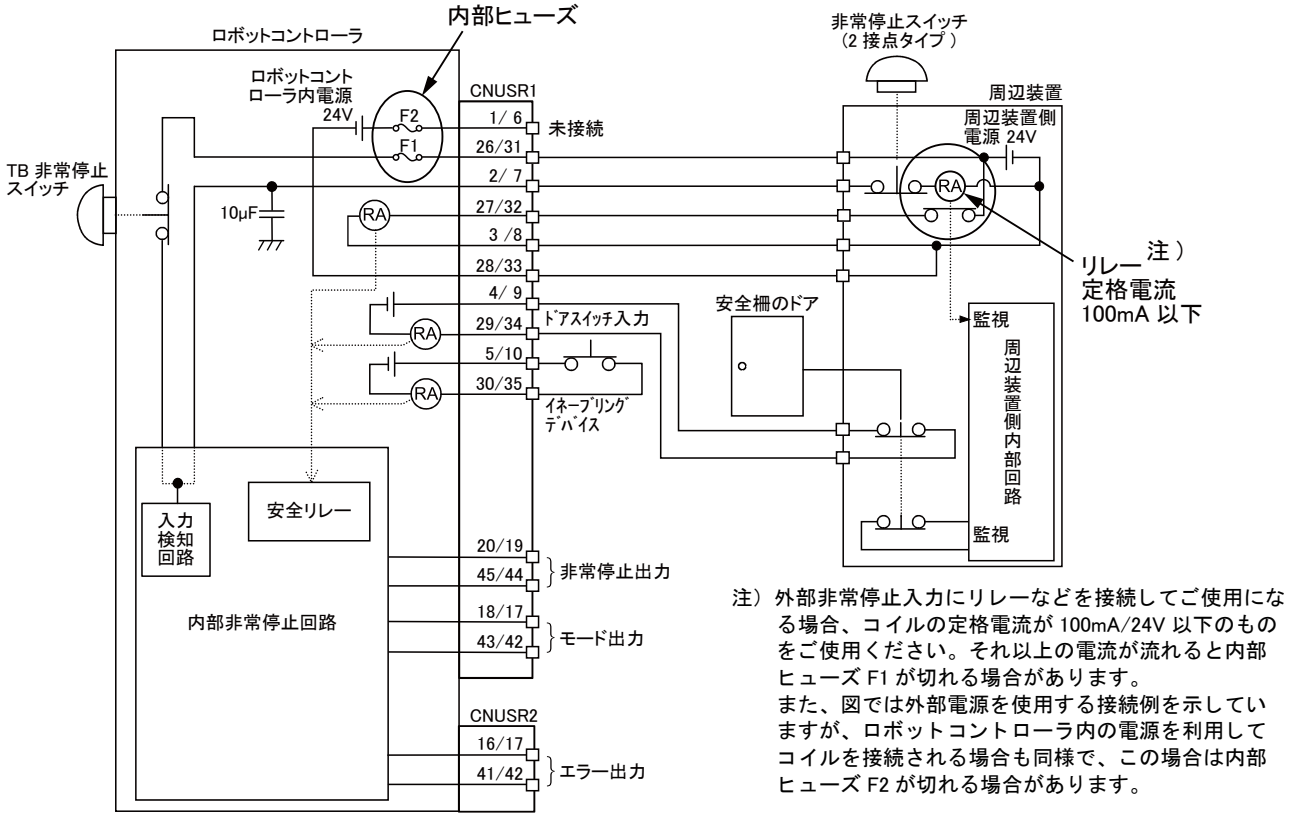 内部ヒューズ
ロボットコントローラ
ロボットコント
ローラ内電源
24V
CNUSR1
F2
1/ 6
未接続
F1
26/31
2/ 7
TB 非常停止
スイッチ
10μF
RA
27/32
3 /8
28/33
4/ 9
RA
29/34
ドアスイッチ入力
5/10
RA
30/35
イネーブリング
デバイス
非常停止スイッチ
(2 接点タイプ )
周辺装置
周辺装置側
電源 24V
RA
リレー 注 )
定格電流
100mA 以下
安全柵のドア
監視
周辺装置側内部回路
監視
安全リレー
入力
検知
回路
内部非常停止回路
20/19
45/44
非常停止出力
18/17
43/42
モード出力
CNUSR2
16/17
41/42
エラー出力
注) 外部非常停止入力にリレーなどを接続してご使用にな
る場合、コイルの定格電流が 100mA/24V 以下のもの
をご使用ください。それ以上の電流が流れると内部
ヒューズ F1 が切れる場合があります。
また、図では外部電源を使用する接続例を示してい
ますが、ロボットコントローラ内の電源を利用して
コイルを接続される場合も同様で、この場合は内部
ヒューズ F2 が切れる場合があります。